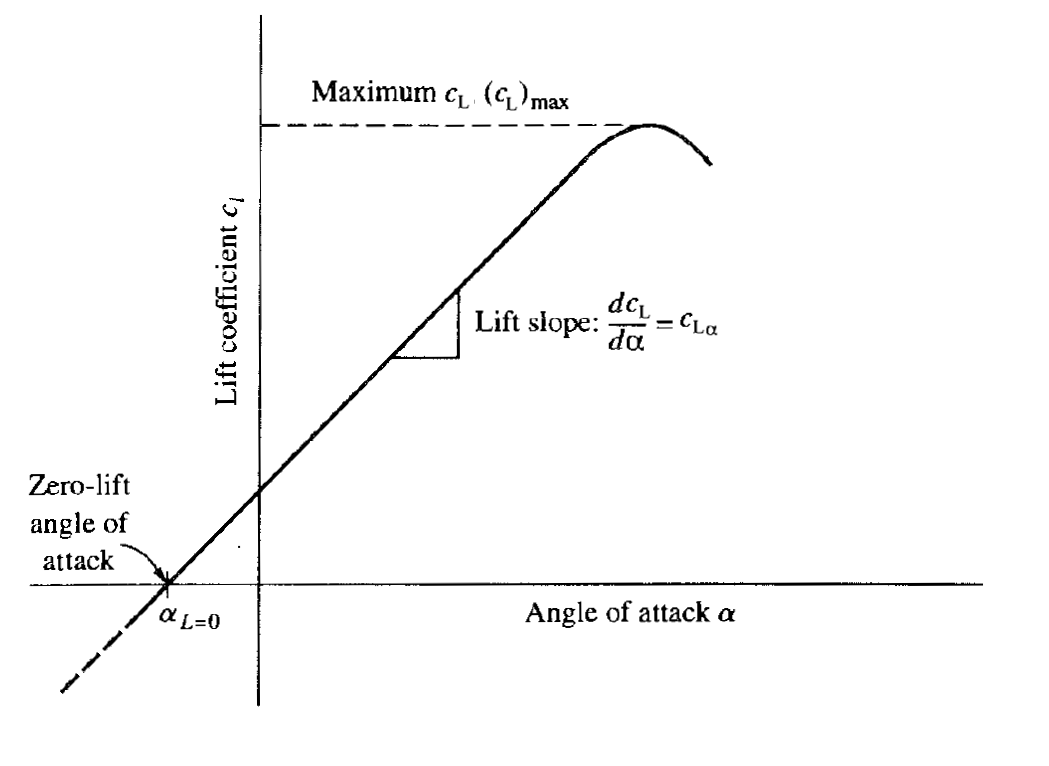 Maximum c_L (c_L)_max
Lift coefficient c_l
Lift slope: dc_L/dα = c_Lα
Zero-lift
angle of
attack
α_L=0
Angle of attack α